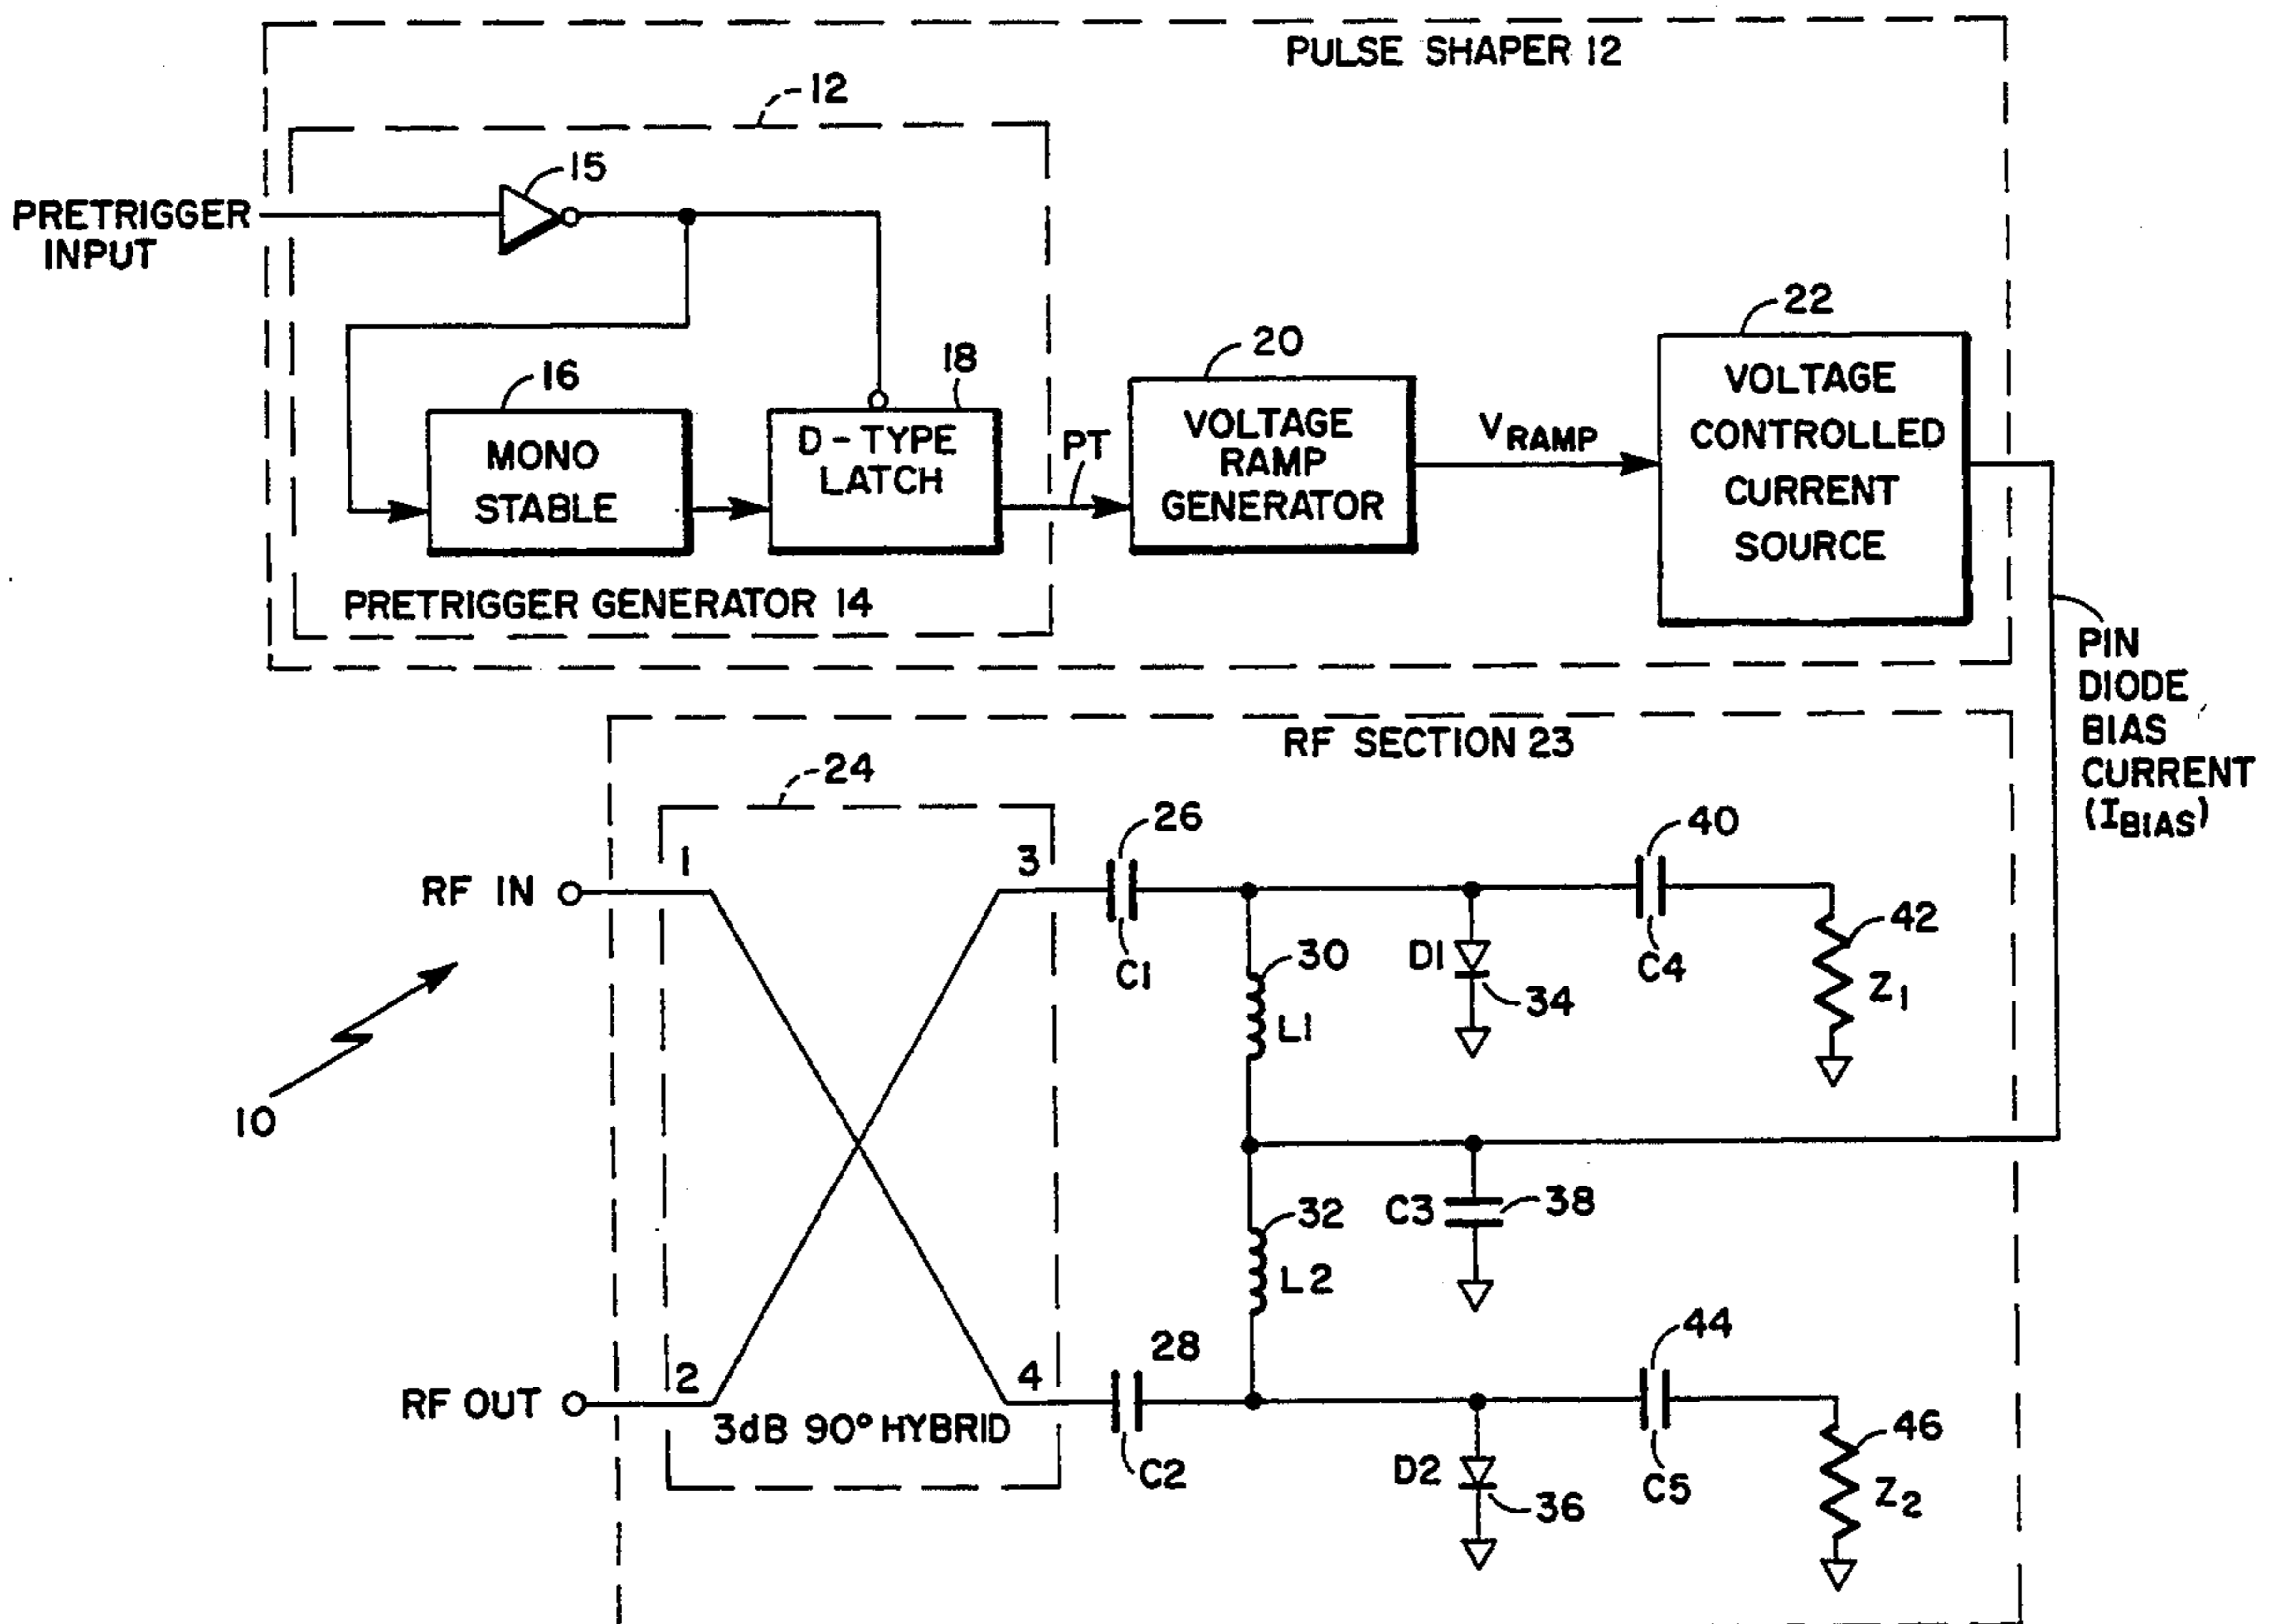 PULSE SHAPER 12
12
15
PRETRIGGER
INPUT
16
MONO
STABLE
18
D-TYPE
LATCH
PT
PRETRIGGER GENERATOR 14
20
VOLTAGE
RAMP
GENERATOR
VRAMP
22
VOLTAGE
CONTROLLED
CURRENT
SOURCE
PIN
DIODE
BIAS
CURRENT
(IBIAS)
RF SECTION 23
24
RF IN
1
3
26
C1
30
L1
D1
34
40
C4
42
Z1
10
32
L2
C3
38
RF OUT
2
4
3dB 90° HYBRID
28
C2
D2
36
44
C5
46
Z2